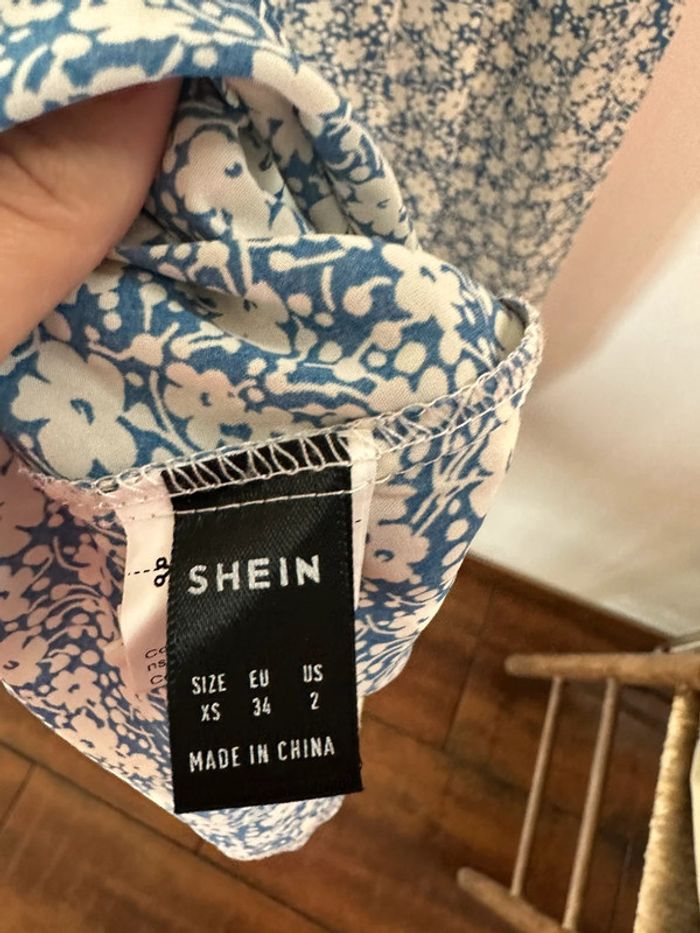 SHEIN
SIZE EU US
XS 34 2
MADE IN CHINA